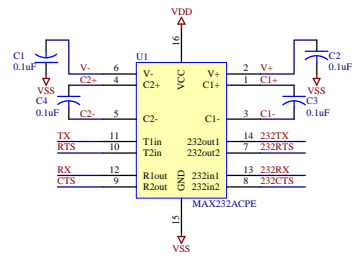 VDD
C1
0.1uF
VSS
C4
0.1uF
V-
C2+
C2-
6
4
5
U1
16
V-
C2+
C2-
VCC
V+
C1+
C1-
2
1
3
V+
C1+
C1-
C2
0.1uF
VSS
C3
0.1uF
TX
RTS
11
10
T1in
T2in
232out1
232out2
14
7
232TX
232RTS
RX
CTS
12
9
R1out
R2out
GND
232in1
232in2
13
8
232RX
232CTS
MAX232ACPE
15
VSS